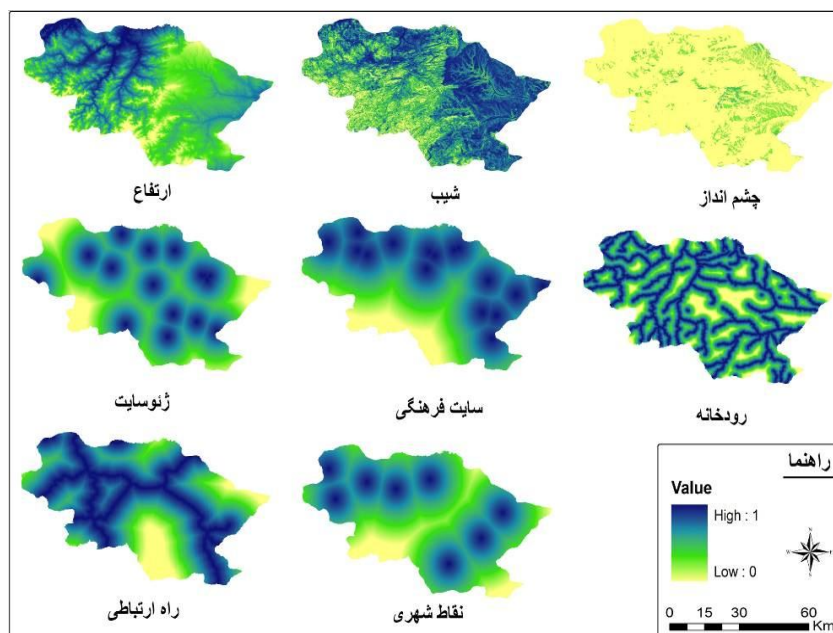 ارتفاع
شیب
چشم انداز
ژئوسایت
سایت فرهنگی
رودخانه
راه ارتباطی
نقاط شهری
راهنما
Value
High : 1
Low : 0
N
W
E
S
0 15 30 60
Km